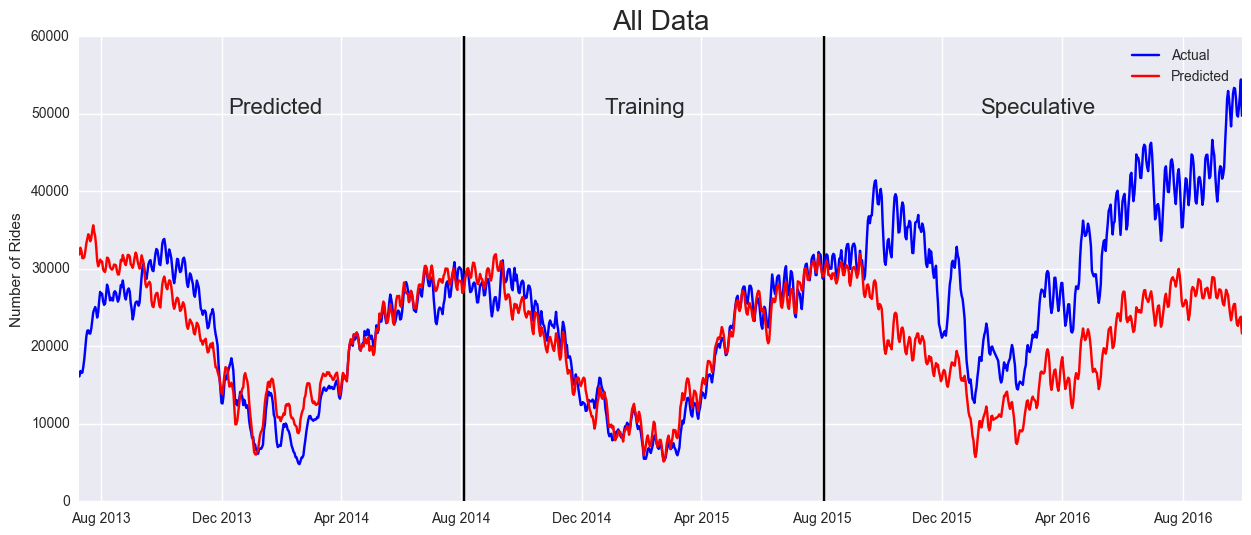 All Data
60000
50000
40000
30000
20000
10000
0
Number of Rides
Predicted
Training
Speculative
Actual
Predicted
Aug 2013
Dec 2013
Apr 2014
Aug 2014
Dec 2014
Apr 2015
Aug 2015
Dec 2015
Apr 2016
Aug 2016